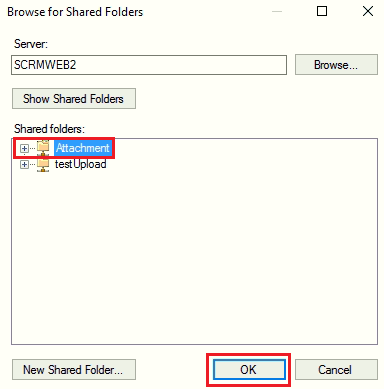 Browse for Shared Folders
Server:
SCRMWEB2
Browse...
Show Shared Folders
Shared folders:
Attachment
testUpload
New Shared Folder...
OK
Cancel